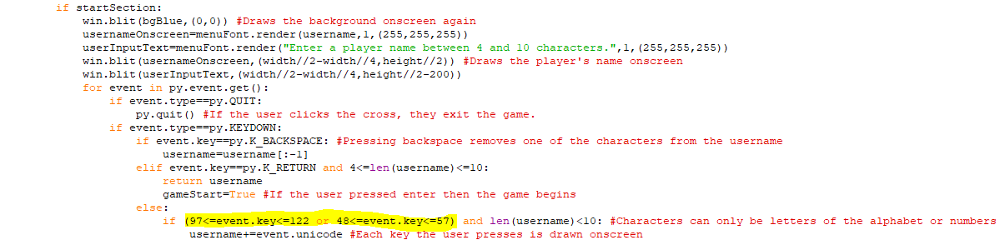 if startSection:
win.blit(bgBlue,(0,0)) #Draws the background onscreen again
usernameOnscreen=menuFont.render(username,1,(255,255,255))
userInputText=menuFont.render("Enter a player name between 4 and 10 characters.",1,(255,255,255))
win.blit(usernameOnscreen,(width//2-width//4,height//2)) #Draws the player's name onscreen
win.blit(userInputText,(width//2-width//4,height//2-200))
for event in py.event.get():
if event.type==py.QUIT:
py.quit() #If the user clicks the cross, they exit the game.
if event.type==py.KEYDOWN:
if event.key==py.K_BACKSPACE: #Pressing backspace removes one of the characters from the username
username=username[:-1]
elif event.key==py.K_RETURN and 4<=len(username)<=10:
return username
gameStart=True #If the user pressed enter then the game begins
else:
if (97<=event.key<=122 or 48<=event.key<=57) and len(username)<10: #Characters can only be letters of the alphabet or numbers
username+=event.unicode #Each key the user presses is drawn onscreen